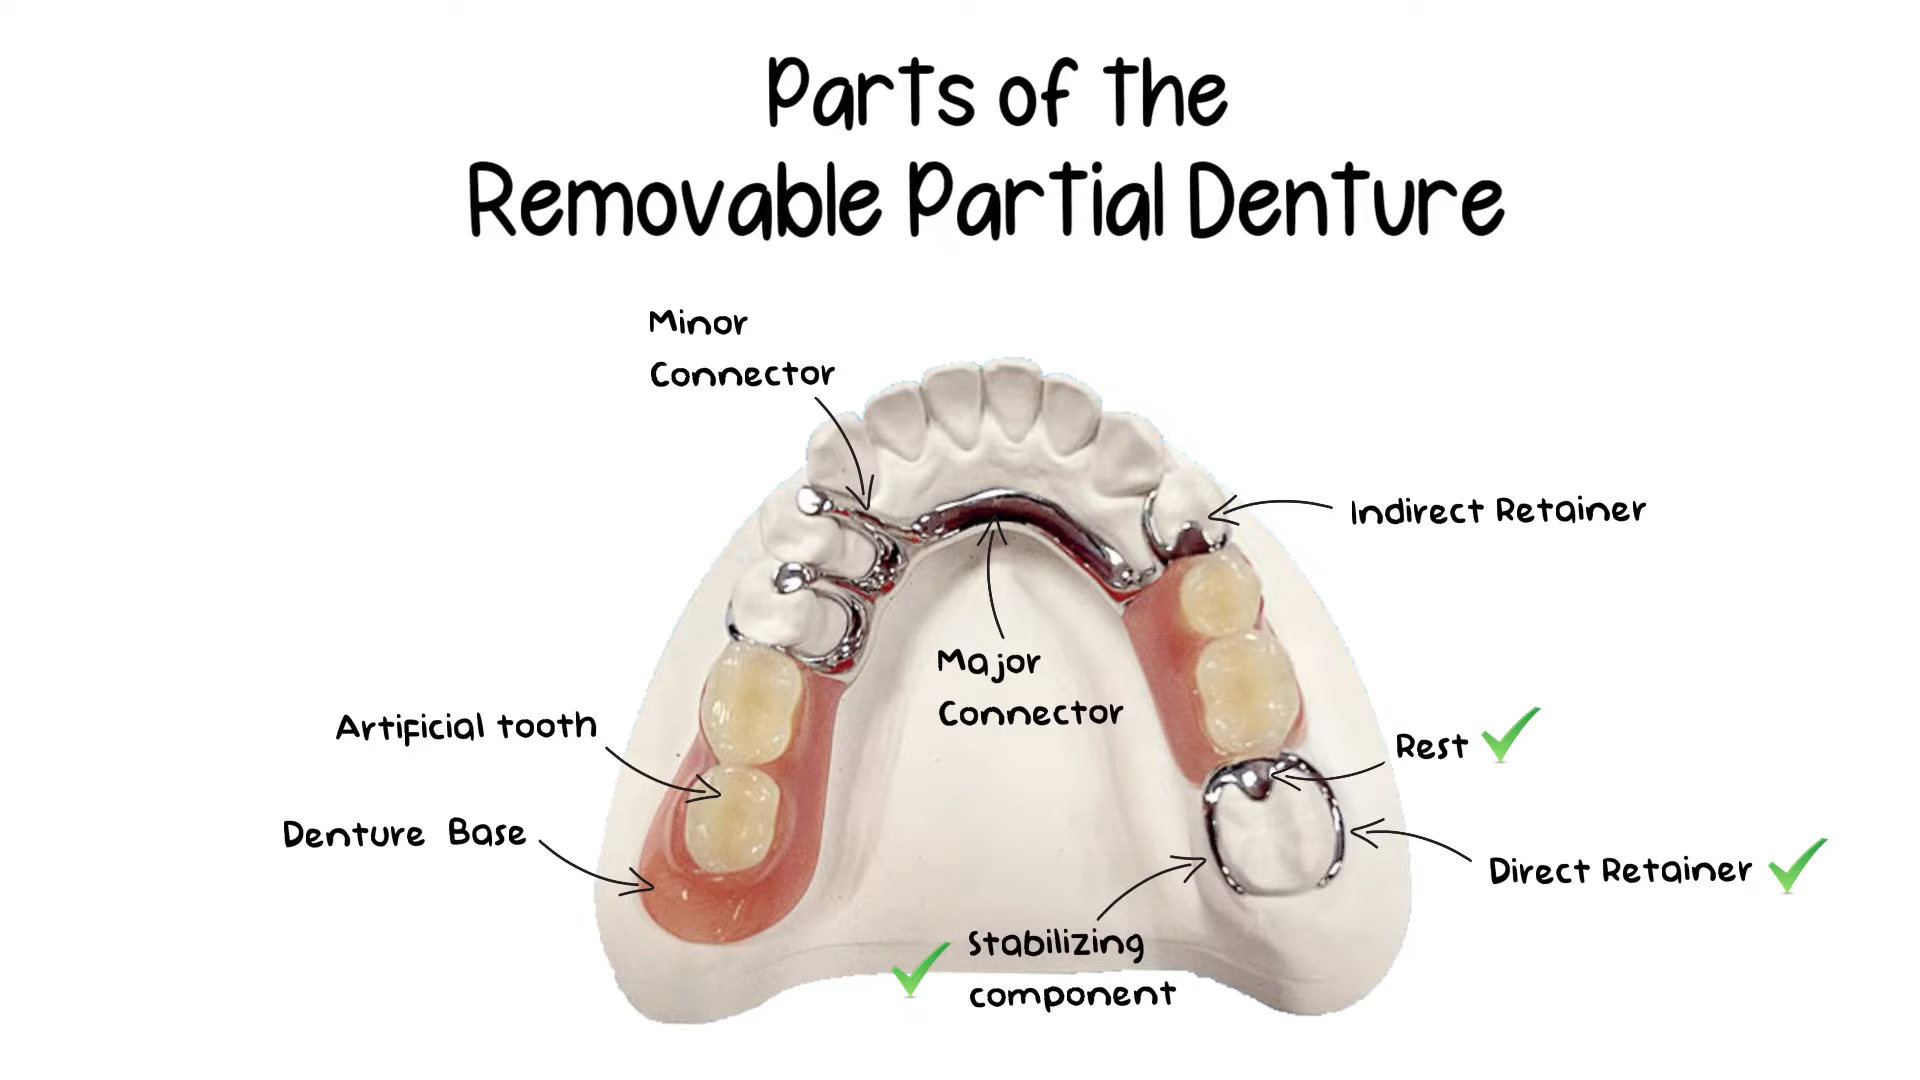 Parts of the
Removable Partial Denture
Minor
Connector
Indirect Retainer
Major
Connector
Artificial tooth
Rest
Denture Base
Direct Retainer
Stabilizing
component